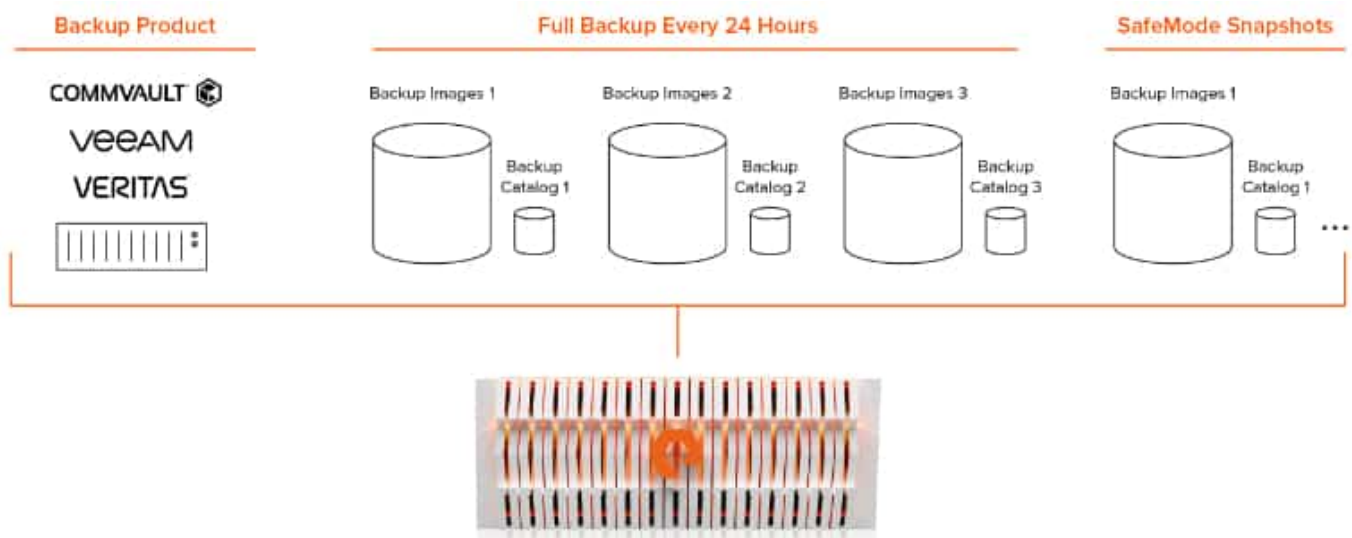 Backup Product
Full Backup Every 24 Hours
SafeMode Snapshots
COMMVAULT
VeeAM
VERITAS
Backup Images 1
Backup
Catalog 1
Backup Images 2
Backup
Catalog 2
Backup Images 3
Backup
Catalog 3
Backup Images 1
Backup
Catalog 1
...